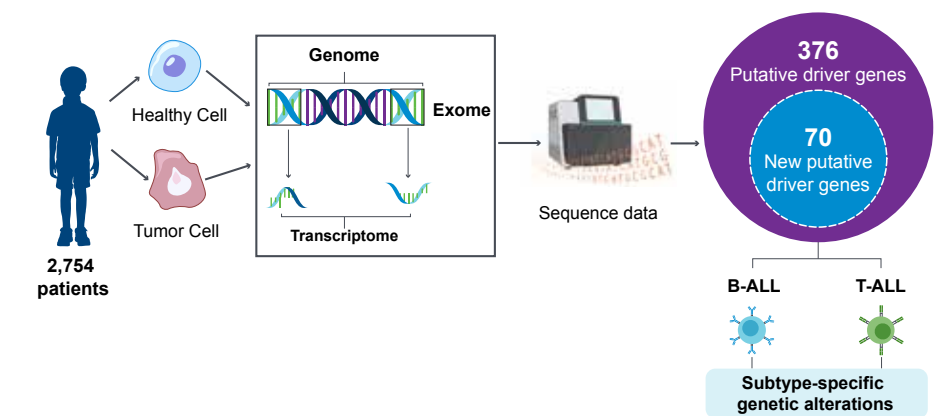 Healthy Cell
Tumor Cell
2,754
patients
Genome
Exome
Transcriptome
Sequence data
376
Putative driver genes
70
New putative
driver genes
B-ALL
T-ALL
Subtype-specific
genetic alterations